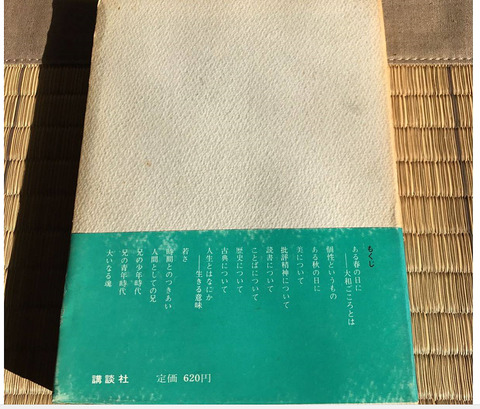 もくじ
ある春の日に
――大和ごころとは
個性というもの
ある秋の日に
美について
批評精神について
読書について
ことばについて
歴史について
古典について
人生とはなにか
――生きる意味
若さ
時間とのつきあい
人間としての兄
兄の少年時代
兄の青年時代
大いなる魂
講談社 定価 620円